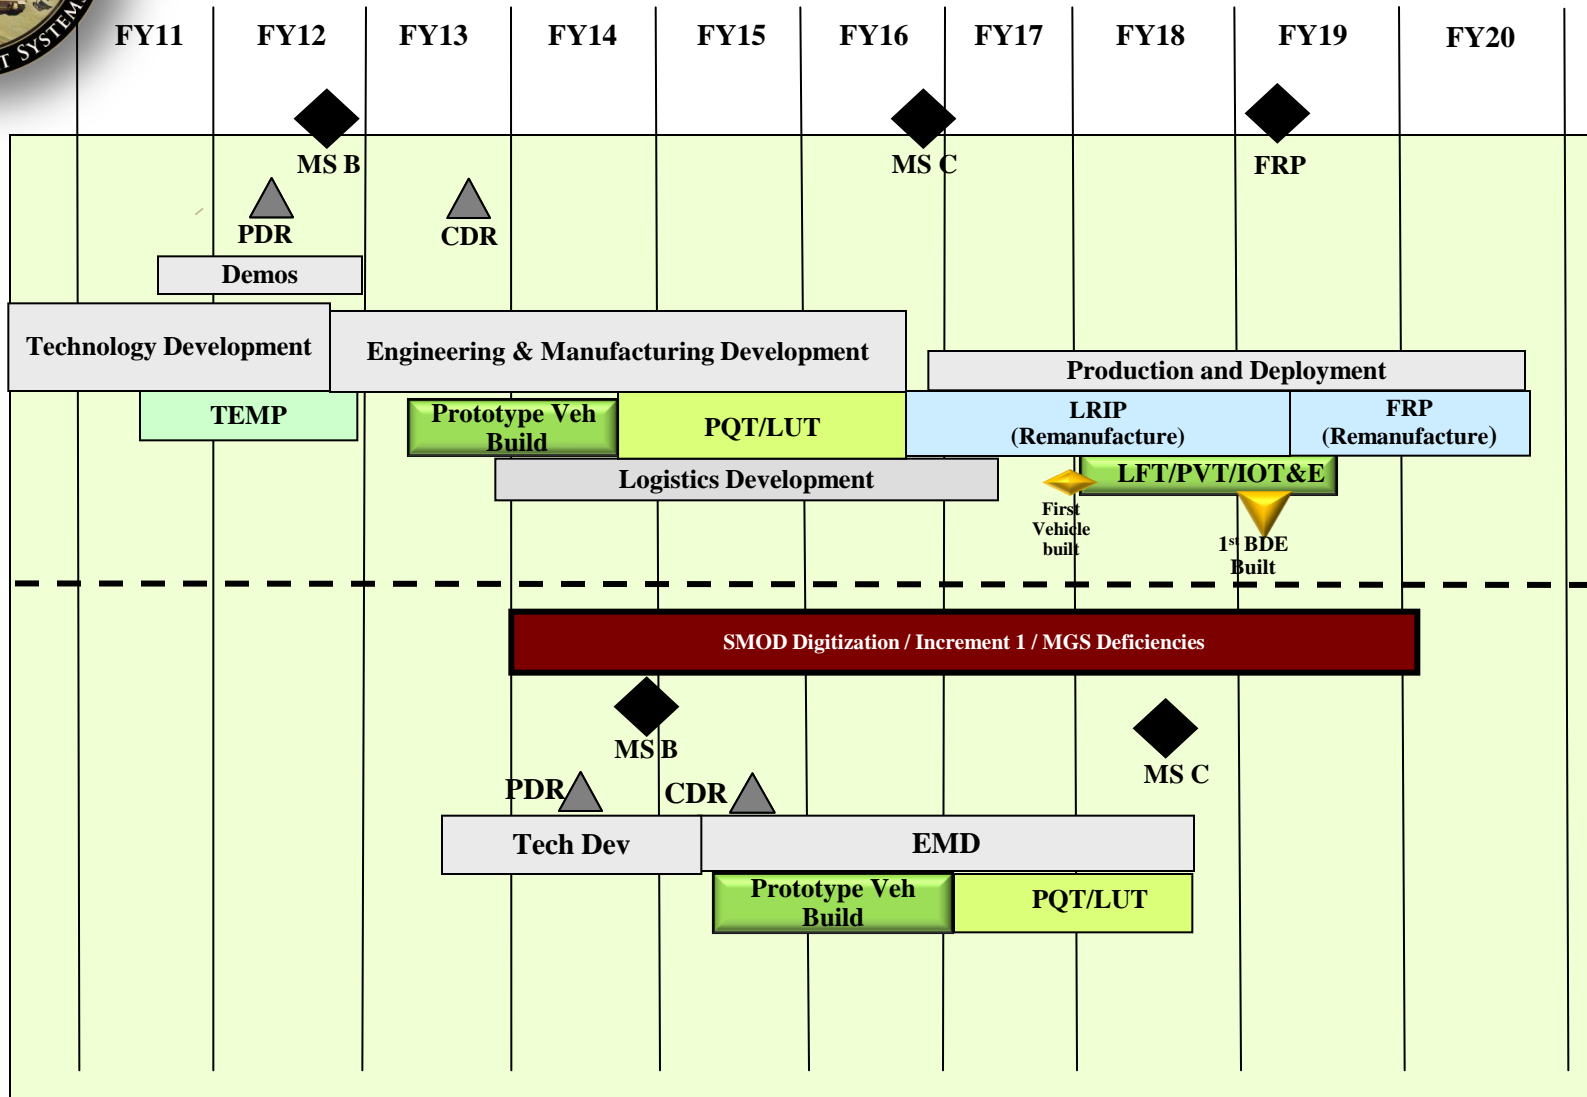 T SYSTEMS
FY11 FY12 FY13 FY14 FY15 FY16 FY17 FY18 FY19 FY20
MS B MS C FRP
PDR CDR
Demos
Technology Development
Engineering & Manufacturing Development
Production and Deployment
TEMP
Prototype Veh
Build
PQT/LUT
LRIP
(Remanufacture)
FRP
(Remanufacture)
Logistics Development
LFT/PVT/IOT&E
First
Vehicle
built
1st BDE
Built
SMOD Digitization / Increment 1 / MGS Deficiencies
MS B
MS C
PDR CDR
Tech Dev EMD
Prototype Veh
Build
PQT/LUT